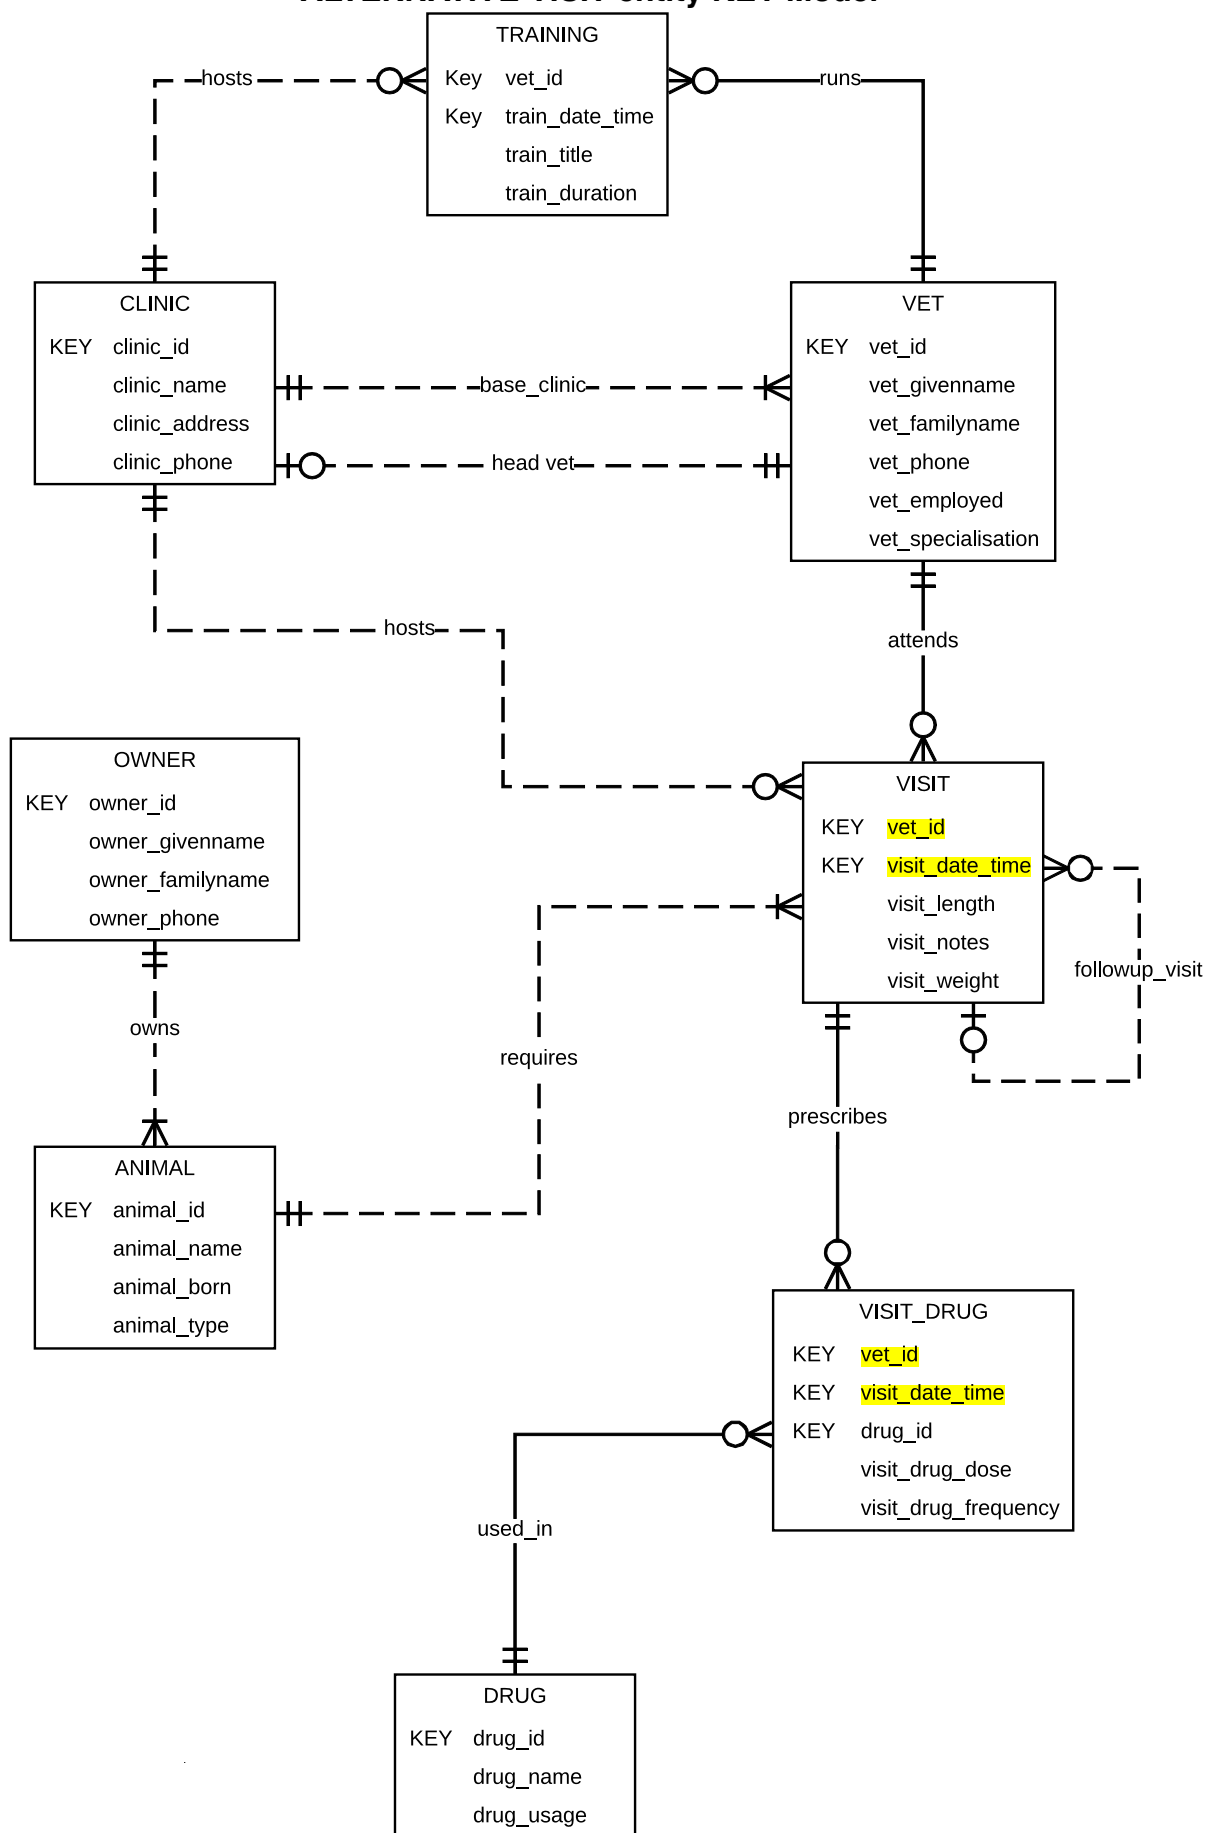 TRAINING
Key vet_id
Key train_date_time
train_title
train_duration
hosts
runs
CLINIC
KEY clinic_id
clinic_name
clinic_address
clinic_phone
base_clinic
head vet
VET
KEY vet_id
vet_givenname
vet_familyname
vet_phone
vet_employed
vet_specialisation
hosts
attends
OWNER
KEY owner_id
owner_givenname
owner_familyname
owner_phone
VISIT
KEY vet_id
KEY visit_date_time
visit_length
visit_notes
visit_weight
followup_visit
owns
requires
prescribes
ANIMAL
KEY animal_id
animal_name
animal_born
animal_type
VISIT_DRUG
KEY vet_id
KEY visit_date_time
KEY drug_id
visit_drug_dose
visit_drug_frequency
used_in
DRUG
KEY drug_id
drug_name
drug_usage